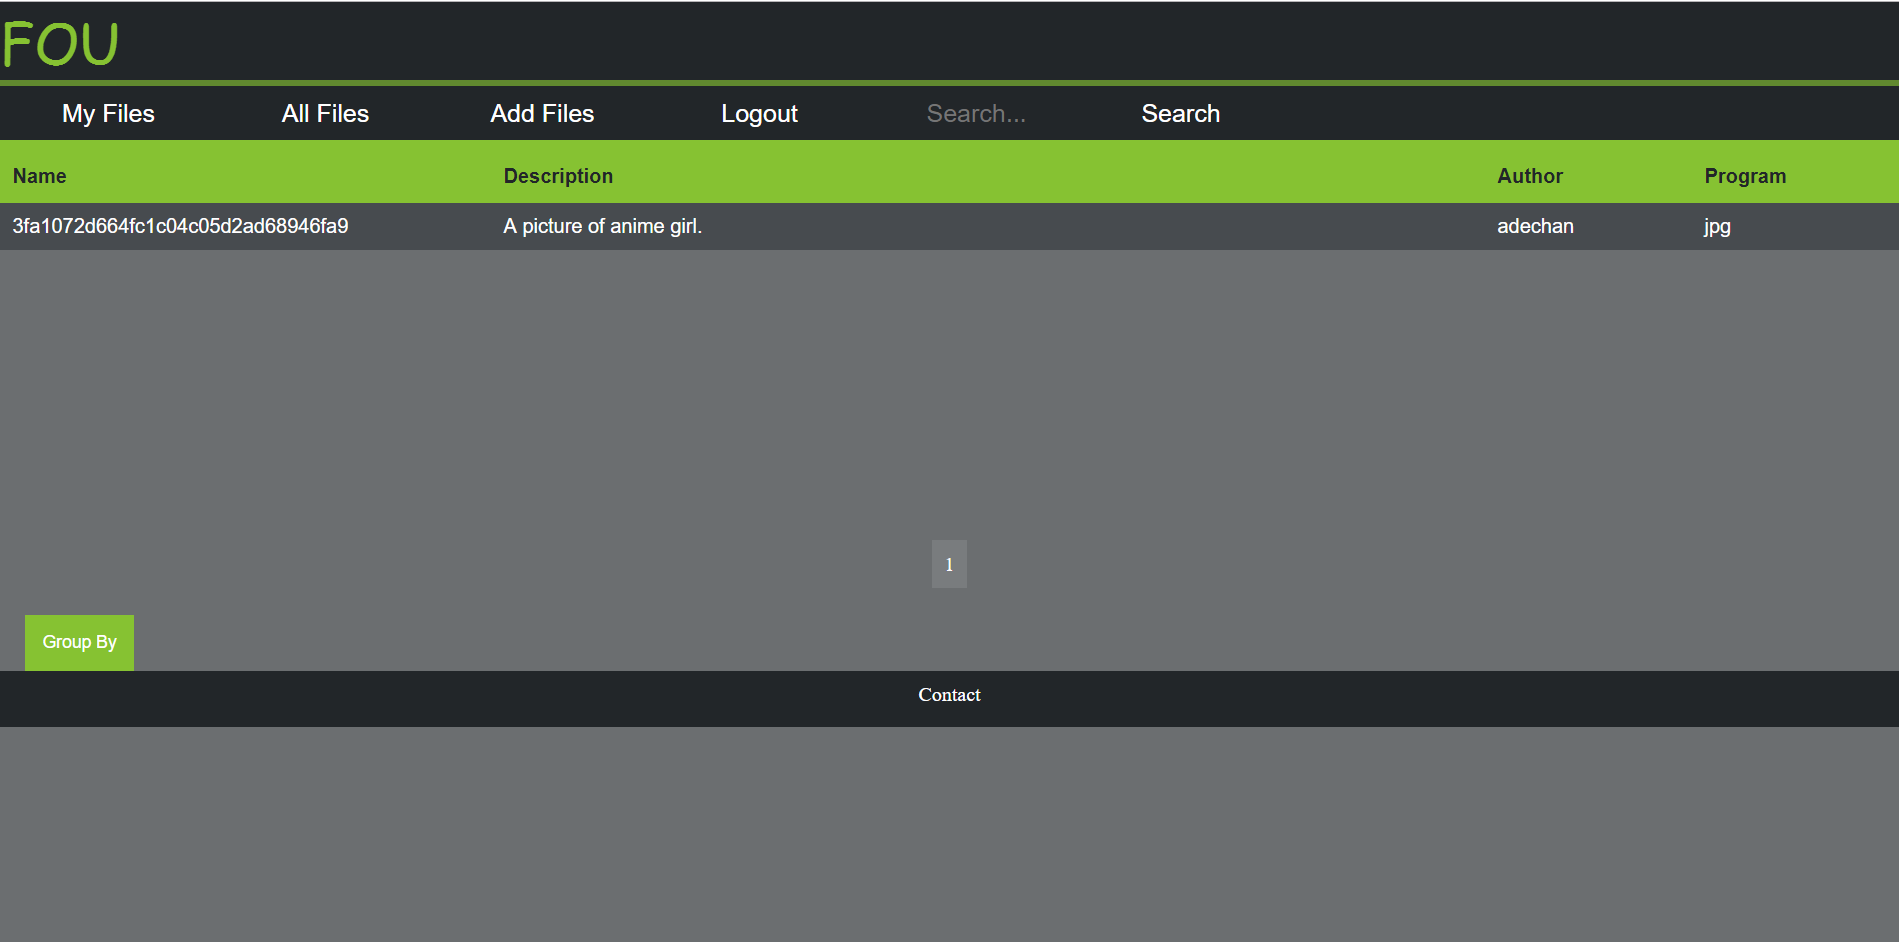 FOU
My Files All Files Add Files Logout Search... Search
Name Description Author Program
3fa1072d664fc1c04c05d2ad68946fa9 A picture of anime girl. adechan jpg
1
Group By
Contact